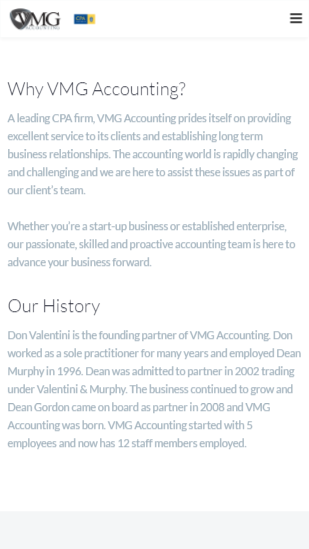 VMG
ACCOUNTING
CPA
Why VMG Accounting?
A leading CPA firm, VMG Accounting prides itself on providing
excellent service to its clients and establishing long term
business relationships. The accounting world is rapidly changing
and challenging and we are here to assist these issues as part of
our client's team.
Whether you're a start-up business or established enterprise,
our passionate, skilled and proactive accounting team is here to
advance your business forward.
Our History
Don Valentini is the founding partner of VMG Accounting. Don
worked as a sole practitioner for many years and employed Dean
Murphy in 1996. Dean was admitted to partner in 2002 trading
under Valentini & Murphy. The business continued to grow and
Dean Gordon came on board as partner in 2008 and VMG
Accounting was born. VMG Accounting started with 5
employees and now has 12 staff members employed.